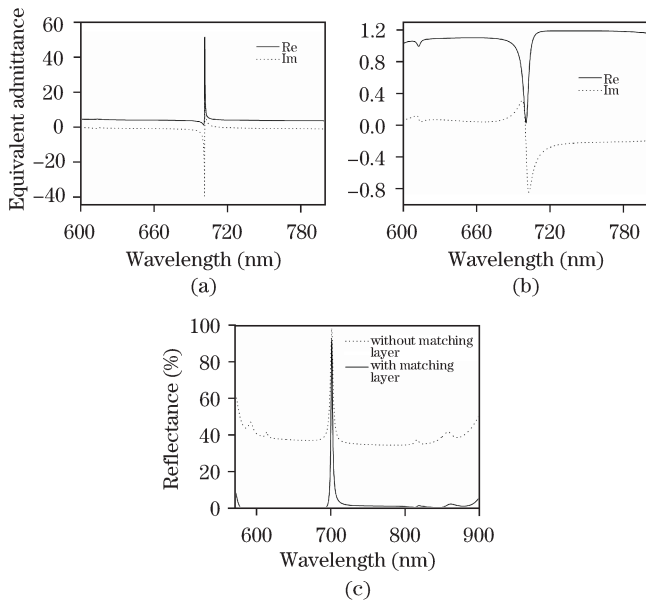 Equivalent admittance
60
40
20
0
−20
−40
600
660
720
780
Re
Im
Wavelength (nm)
(a)
1.2
0.8
0.4
0.0
−0.4
−0.8
600
660
720
780
Re
Im
Wavelength (nm)
(b)
Reflectance (%)
100
80
60
40
20
0
600
700
800
900
without matching
layer
with matching
layer
Wavelength (nm)
(c)